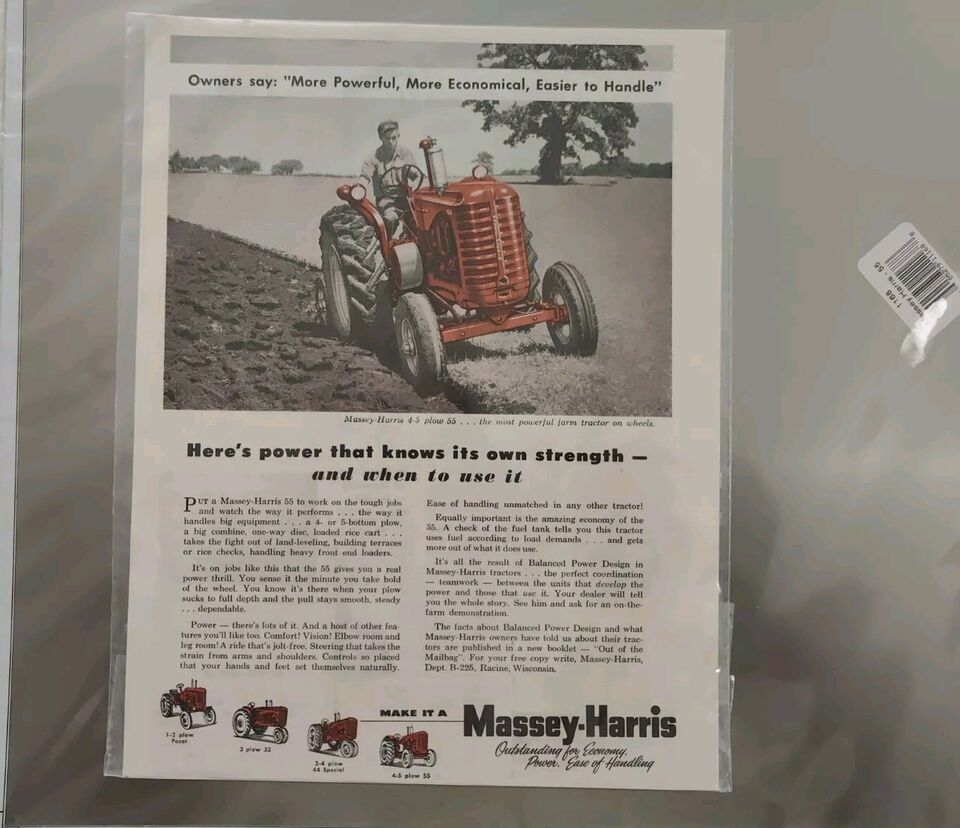 Owners say: "More Powerful, More Economical, Easier to Handle"
Massey-Harris 4-5 plow 55 . . . the most powerful farm tractor on wheels.
Here's power that knows its own strength —
and when to use it
PUT a Massey-Harris 55 to work on the tough jobs
and watch the way it performs . . . the way it
handles big equipment . . . a 4- or 5-bottom plow,
a big combine, one-way disc, loaded rice cart . . .
takes the fight out of land-leveling, building terraces
or rice checks, handling heavy front end loaders.
It's on jobs like this that the 55 gives you a real
power thrill. You sense it the minute you take hold
of the wheel. You know it's there when your plow
sucks to full depth and the pull stays smooth, steady
. . . dependable.
Power — there's lots of it. And a host of other fea-
tures you'll like too. Comfort! Vision! Elbow room and
leg room! A ride that's jolt-free. Steering that takes the
strain from arms and shoulders. Controls so placed
that your hands and feet set themselves naturally.
Ease of handling unmatched in any other tractor!
Equally important is the amazing economy of the
55. A check of the fuel tank tells you this tractor
uses fuel according to load demands . . . and gets
more out of what it does use.
It's all the result of Balanced Power Design in
Massey-Harris tractors . . . the perfect coordination
— teamwork — between the units that develop the
power and those that use it. Your dealer will tell
you the whole story. See him and ask for an on-the-
farm demonstration.
The facts about Balanced Power Design and what
Massey-Harris owners have told us about their trac-
tors are published in a new booklet — "Out of the
Mailbag". For your free copy write, Massey-Harris,
Dept. B-225, Racine, Wisconsin.
1-2 plow
Pacer
3 plow 33
3-4 plow
44 Special
4-5 plow 55
MAKE IT A
Massey-Harris
Outstanding for Economy,
Power, Ease of Handling
1168
assey Harris - 55